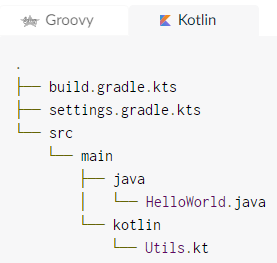 Groovy Kotlin
.
├── build.gradle.kts
├── settings.gradle.kts
└── src
    └── main
        ├── java
        │   └── HelloWorld.java
        └── kotlin
            └── Utils.kt